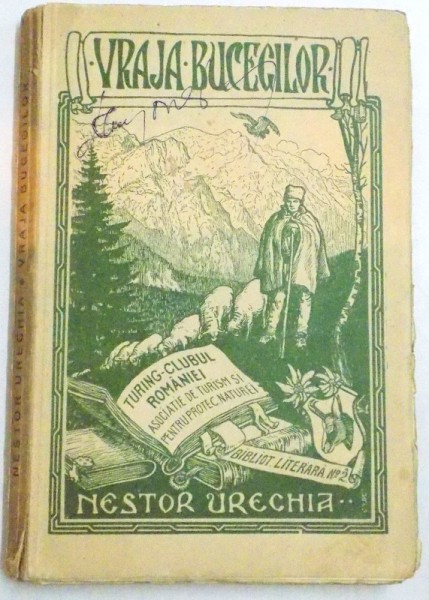 VRAJA·BUCEGILOR
TURING-CLUBUL
ROMÂNIEI
ASOCIAȚIE DE TURISM ȘI
PENTRU PROTEC. NATUREI
BIBLIOT. LITERARA No 2
NESTOR URECHIA
NESTOR URECHIA VRAJA BUCEGILOR